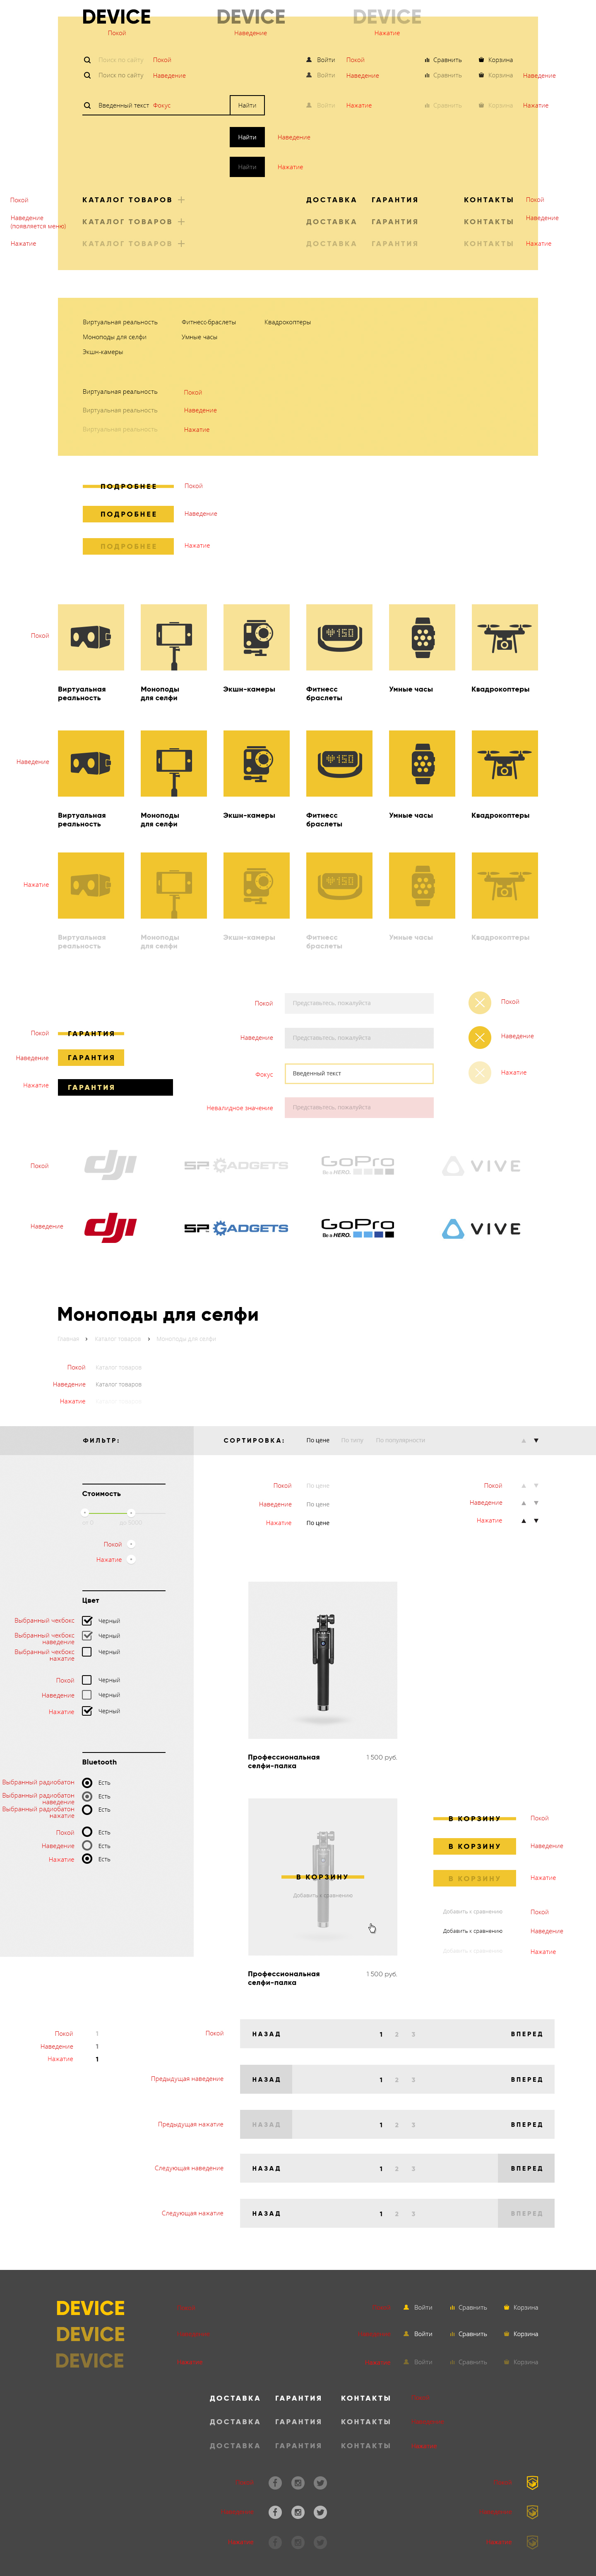 DEVICE DEVICE DEVICE
Покой Наведение Нажатие
Поиск по сайту Покой Войти Покой Сравнить Корзина
Поиск по сайту Наведение Войти Наведение Сравнить Корзина Наведение
Введенный текст Фокус Найти Войти Нажатие Сравнить Корзина Нажатие
Найти Наведение
Найти Нажатие
Покой КАТАЛОГ ТОВАРОВ ДОСТАВКА ГАРАНТИЯ КОНТАКТЫ Покой
Наведение
(появляется меню) КАТАЛОГ ТОВАРОВ ДОСТАВКА ГАРАНТИЯ КОНТАКТЫ Наведение
Нажатие КАТАЛОГ ТОВАРОВ ДОСТАВКА ГАРАНТИЯ КОНТАКТЫ Нажатие
Виртуальная реальность Фитнесс-браслеты Квадрокоптеры
Моноподы для селфи Умные часы
Экшн-камеры
Виртуальная реальность Покой
Виртуальная реальность Наведение
Виртуальная реальность Нажатие
ПОДРОБНЕЕ Покой
ПОДРОБНЕЕ Наведение
ПОДРОБНЕЕ Нажатие
Покой
150
Виртуальная Моноподы Экшн-камеры Фитнесс Умные часы Квадрокоптеры
реальность для селфи браслеты
Наведение
150
Виртуальная Моноподы Экшн-камеры Фитнесс Умные часы Квадрокоптеры
реальность для селфи браслеты
Нажатие
150
Виртуальная Моноподы Экшн-камеры Фитнесс Умные часы Квадрокоптеры
реальность для селфи браслеты
Покой Представьтесь, пожалуйста Покой
Покой ГАРАНТИЯ Наведение Представьтесь, пожалуйста Наведение
Наведение ГАРАНТИЯ Фокус Введенный текст Нажатие
Нажатие ГАРАНТИЯ
Невалидное значение Представьтесь, пожалуйста
Покой dji SP GADGETS GoPro Be a HERO. VIVE
Наведение dji SP GADGETS GoPro Be a HERO. VIVE
Моноподы для селфи
Главная › Каталог товаров › Моноподы для селфи
Покой Каталог товаров
Наведение Каталог товаров
Нажатие
ФИЛЬТР: СОРТИРОВКА: По цене По типу По популярности
Покой По цене Покой
Наведение По цене Наведение
Нажатие По цене Нажатие
Стоимость
Покой
Нажатие
Цвет
Выбранный чекбокс Черный
Выбранный чекбокс
наведение Черный
Выбранный чекбокс
нажатие Черный
Покой Черный
Наведение Черный
Нажатие Черный
Профессиональная 1 500 руб.
селфи-палка
Bluetooth
Выбранный радиобатон Есть
Выбранный радиобатон
наведение Есть
Выбранный радиобатон
нажатие Есть
Покой Есть
Наведение Есть
Нажатие Есть
В КОРЗИНУ
Добавить к сравнению
В КОРЗИНУ Покой
В КОРЗИНУ Наведение
В КОРЗИНУ Нажатие
Добавить к сравнению Покой
Добавить к сравнению Наведение
Добавить к сравнению Нажатие
Профессиональная 1 500 руб.
селфи-палка
Покой 1
Наведение 1
Нажатие 1
Покой НАЗАД 1 2 3 ВПЕРЕД
Предыдущая наведение НАЗАД 1 2 3 ВПЕРЕД
Предыдущая нажатие НАЗАД 1 2 3 ВПЕРЕД
Следующая наведение НАЗАД 1 2 3 ВПЕРЕД
Следующая нажатие НАЗАД 1 2 3 ВПЕРЕД
DEVICE Войти Сравнить Корзина
DEVICE Войти Сравнить Корзина
DEVICE Войти Сравнить Корзина
ДОСТАВКА ГАРАНТИЯ КОНТАКТЫ
ДОСТАВКА ГАРАНТИЯ КОНТАКТЫ
ДОСТАВКА ГАРАНТИЯ КОНТАКТЫ